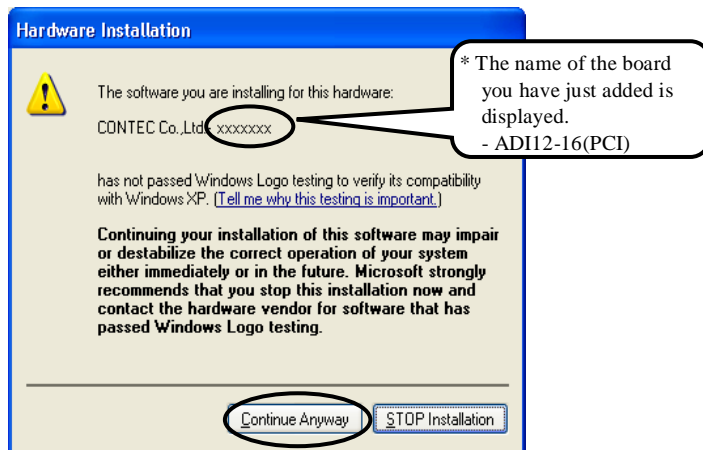 Hardware Installation
The software you are installing for this hardware:
CONTEC Co.,Ltd.- xxxxxxx
has not passed Windows Logo testing to verify its compatibility
with Windows XP. (Tell me why this testing is important.)
Continuing your installation of this software may impair
or destabilize the correct operation of your system
either immediately or in the future. Microsoft strongly
recommends that you stop this installation now and
contact the hardware vendor for software that has
passed Windows Logo testing.
Continue Anyway
STOP Installation
* The name of the board
you have just added is
displayed.
- ADI12-16(PCI)